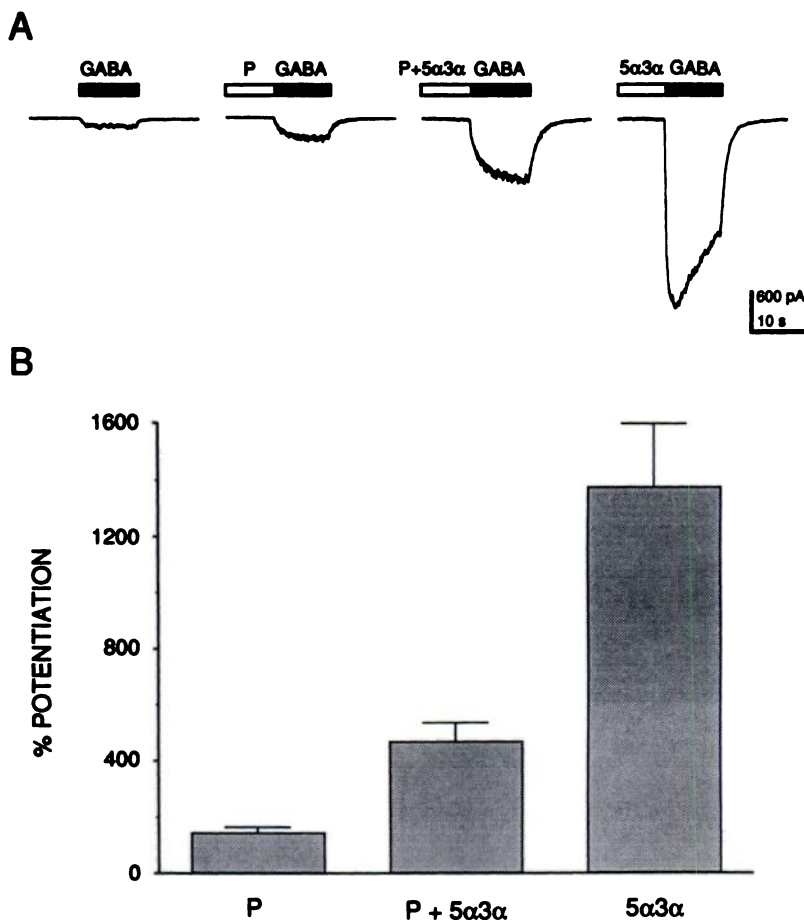 A
GABA P GABA P+5α3α GABA 5α3α GABA
600 pA
10 s
B
1600
1200
800
400
0
% POTENTIATION
P P + 5α3α 5α3α